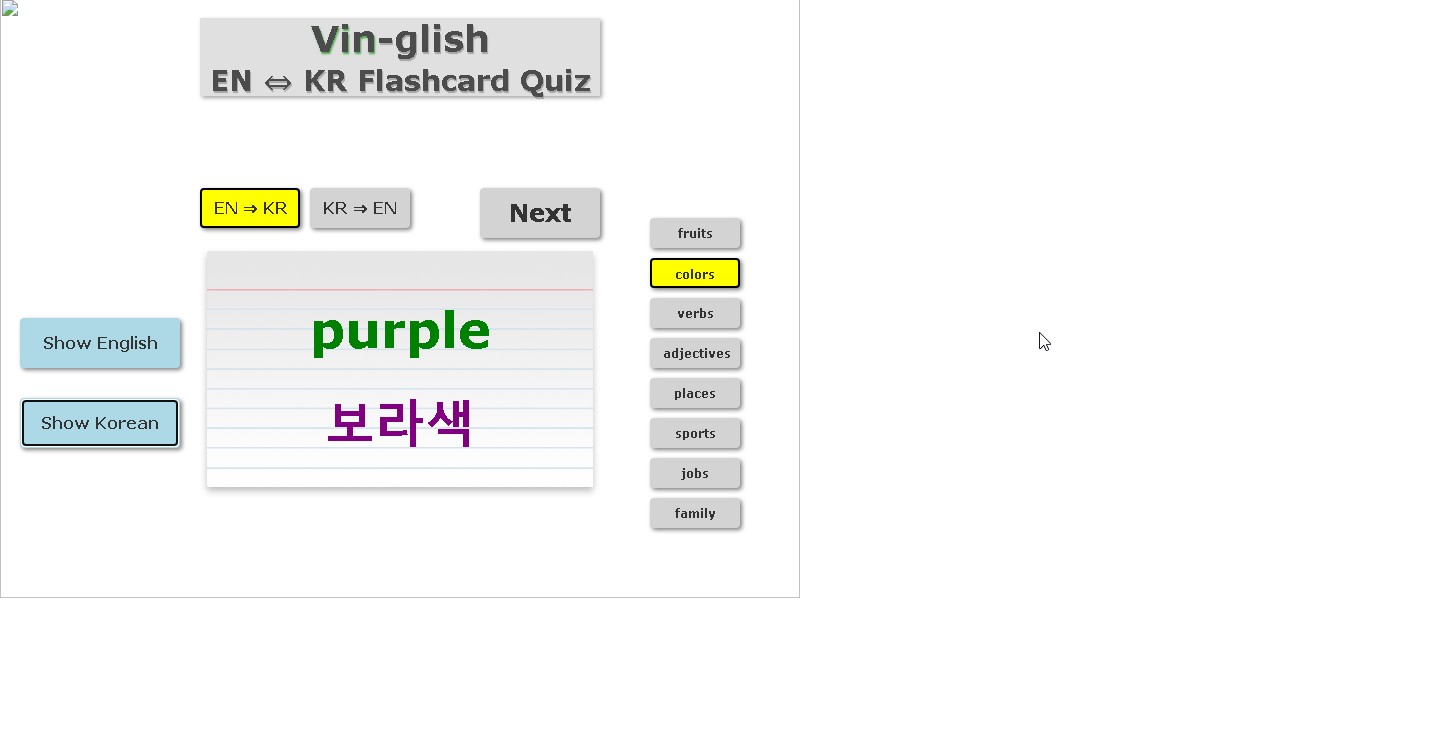 Vin-glish
EN ⇔ KR Flashcard Quiz
EN ⇒ KR
KR ⇒ EN
Next
Show English
Show Korean
purple
보라색
fruits
colors
verbs
adjectives
places
sports
jobs
family